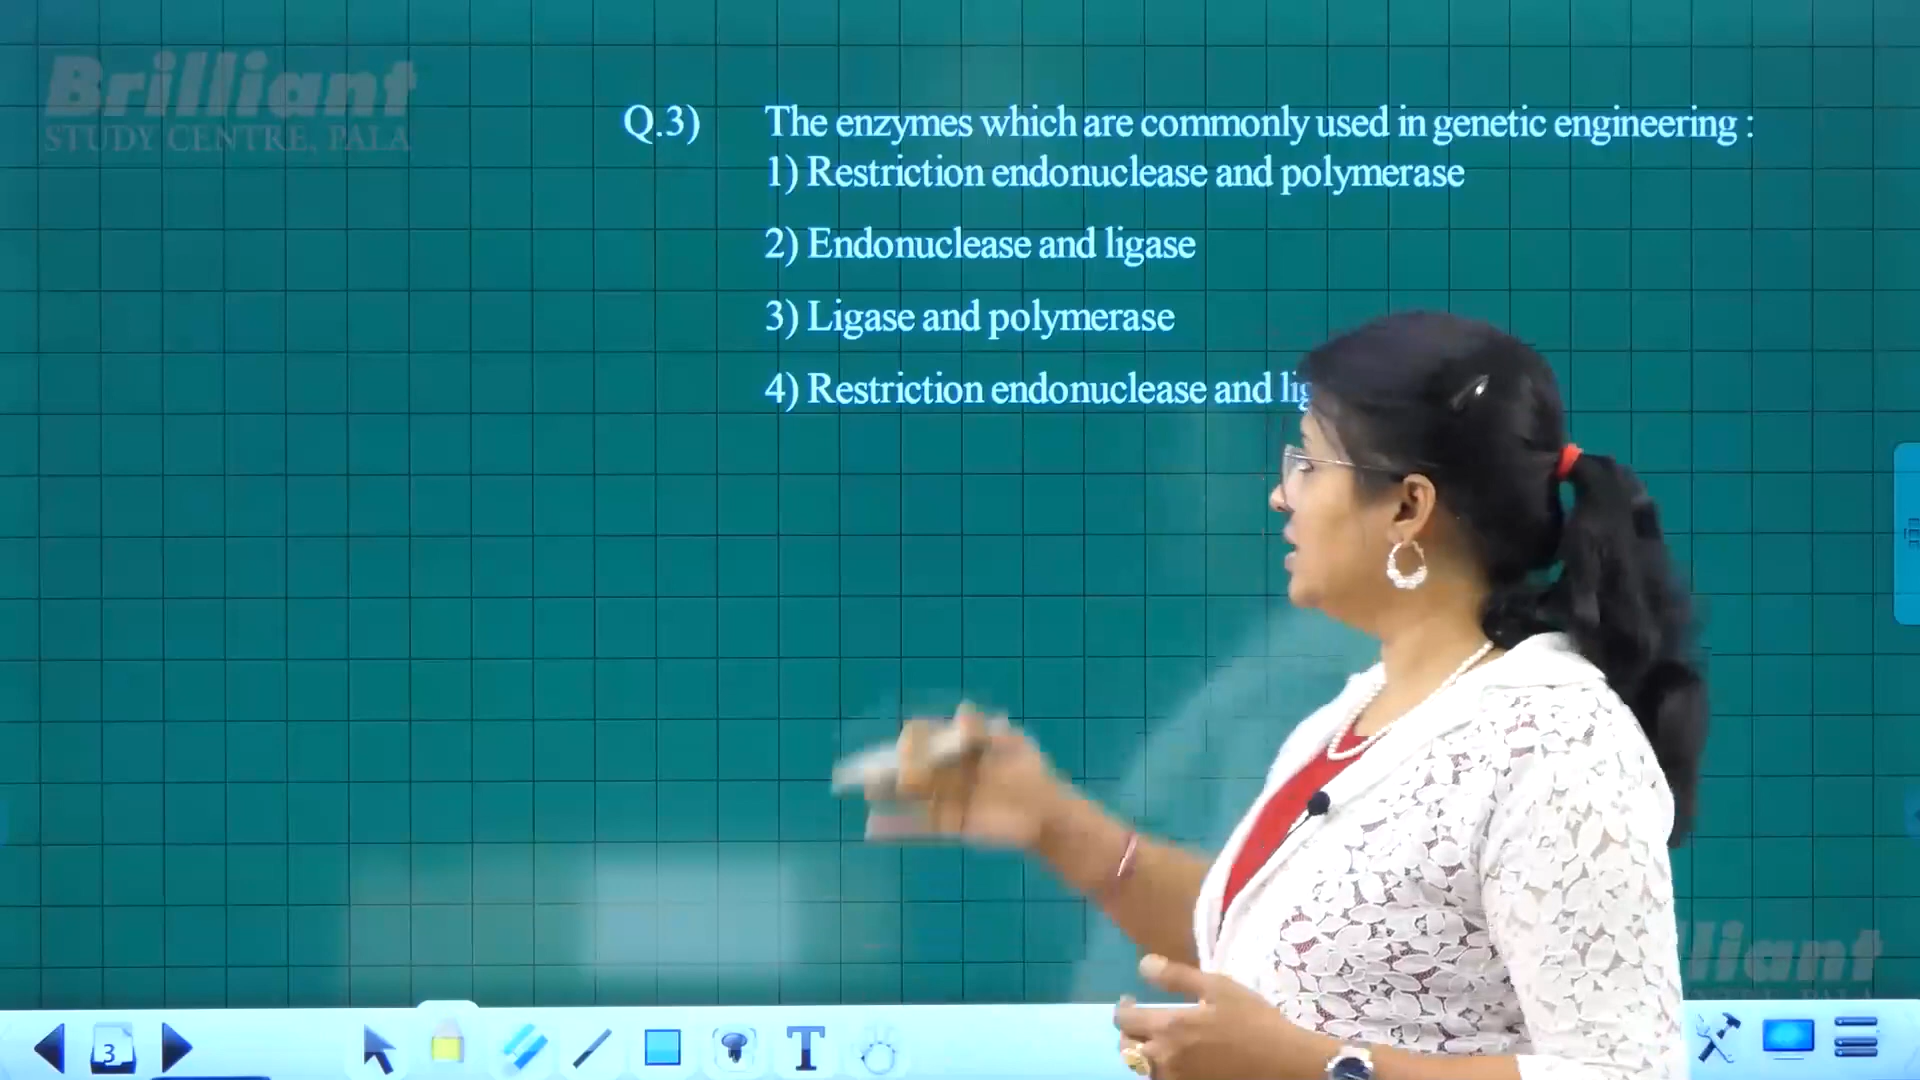 Brilliant
STUDY CENTRE, PALA
Q.3) The enzymes which are commonly used in genetic engineering :
1) Restriction endonuclease and polymerase
2) Endonuclease and ligase
3) Ligase and polymerase
4) Restriction endonuclease and
3
T